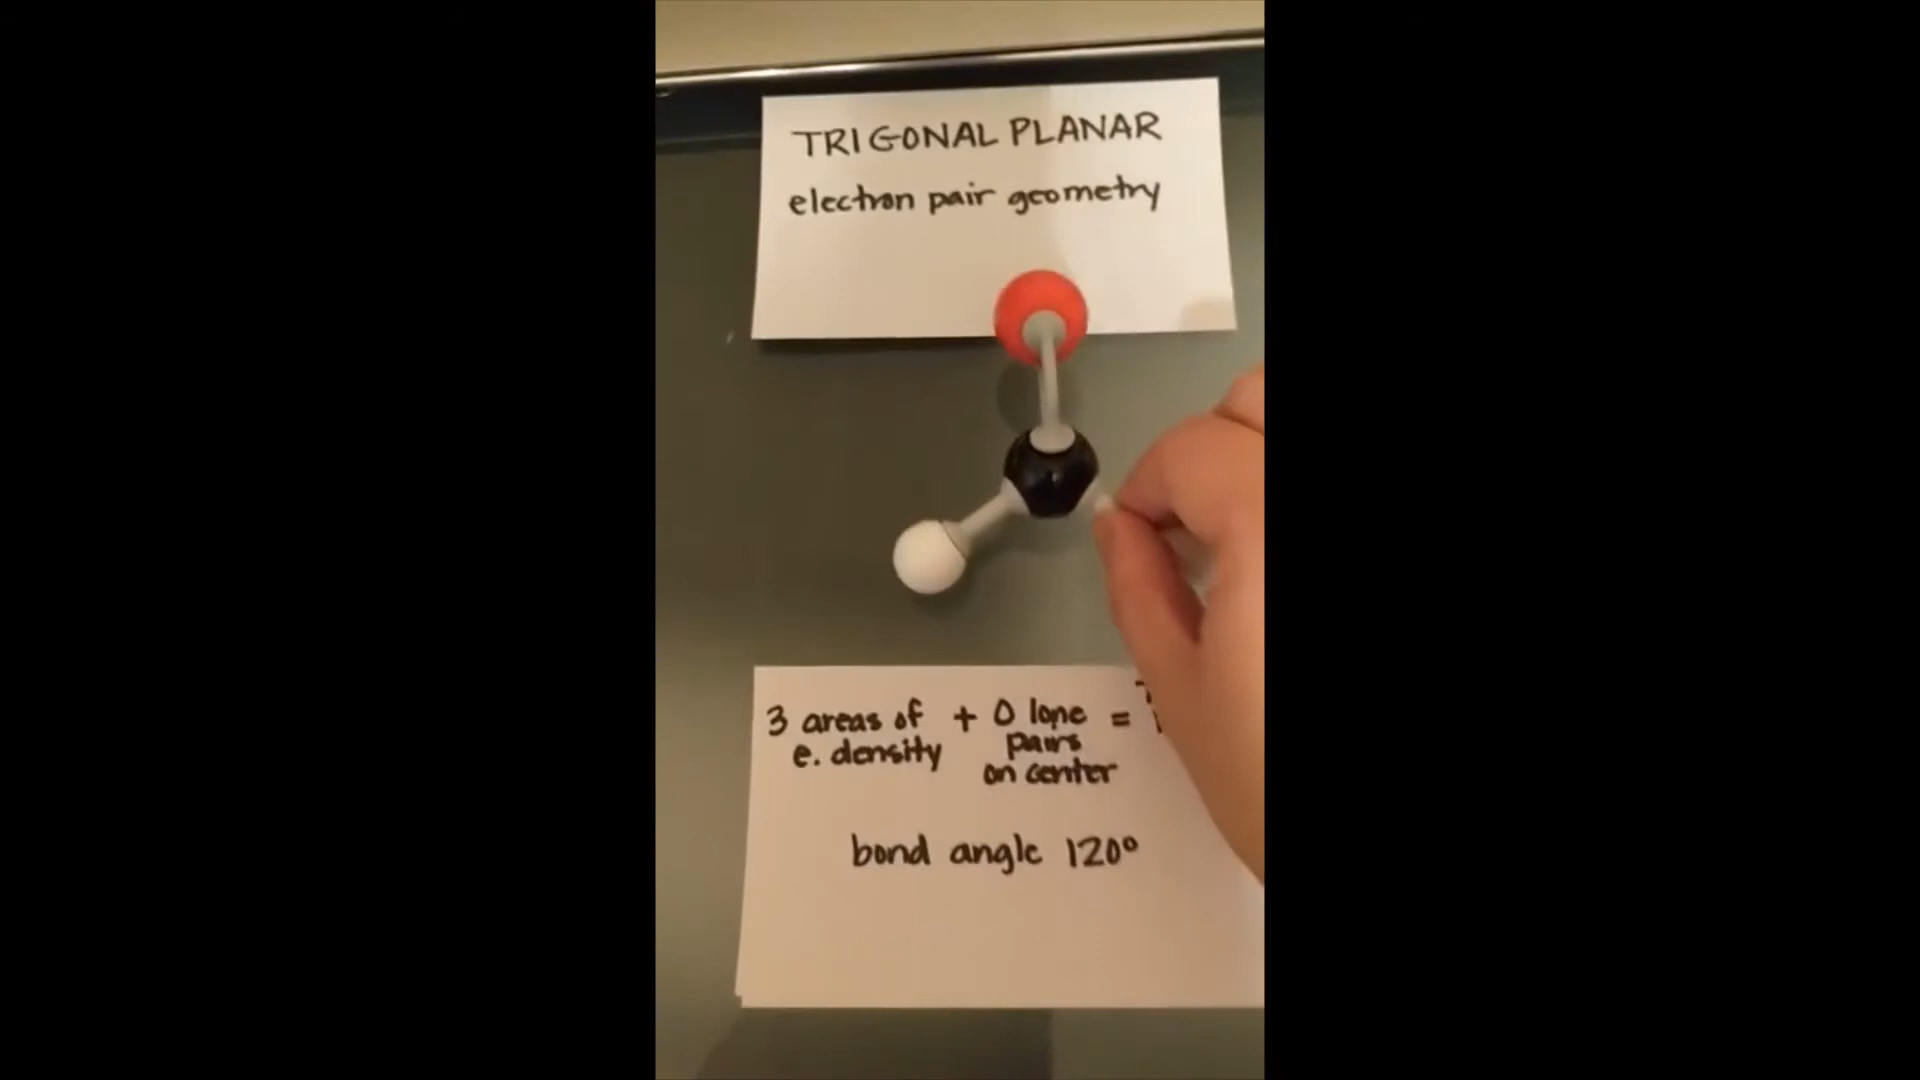 TRIGONAL PLANAR
electron pair geometry
3 areas of + 0 lone =
e. density pairs
on center
bond angle 120°